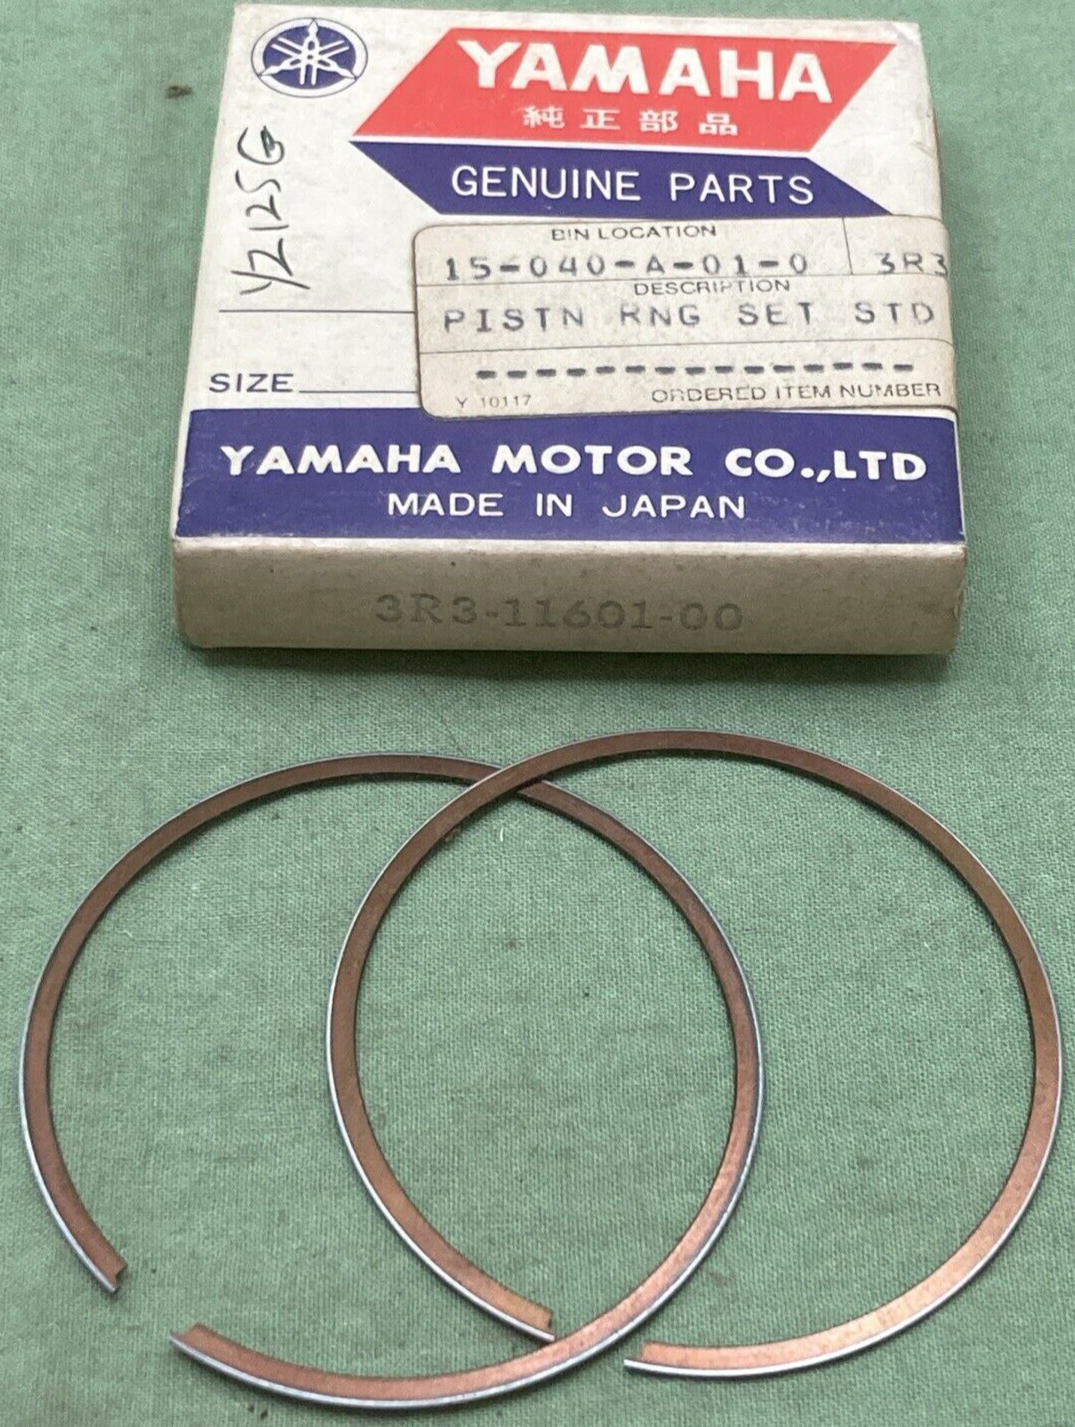 YAMAHA
純正部品
GENUINE PARTS
YZ125G
BIN LOCATION
15-040-A-01-0 3R3
DESCRIPTION
PISTN RNG SET STD
---------------
Y 10117 ORDERED ITEM NUMBER
SIZE
YAMAHA MOTOR CO.,LTD
MADE IN JAPAN
3R3-11601-00